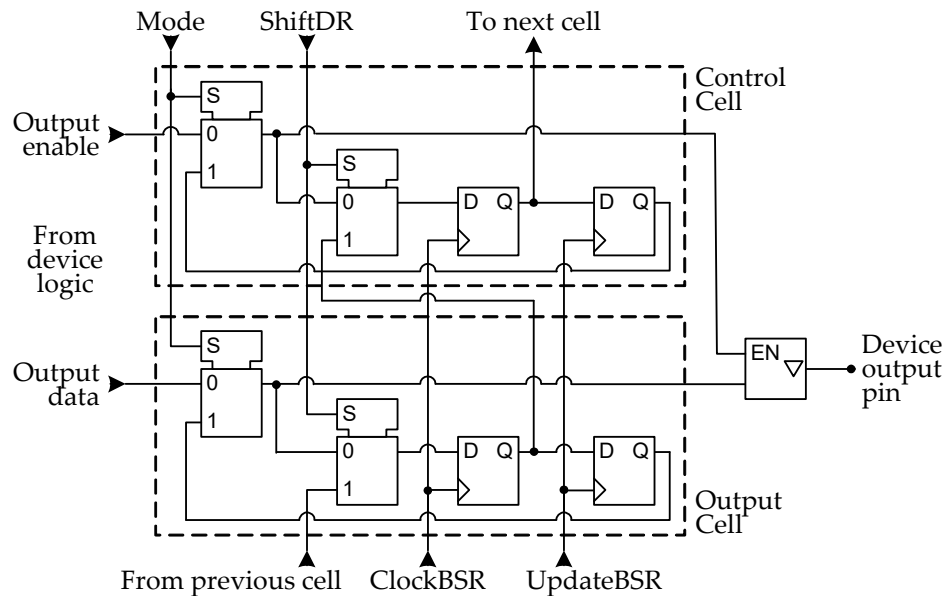 Mode
ShiftDR
To next cell
Control
Cell
S
Output
enable
0
1
S
0
1
D Q
D Q
From
device
logic
S
Output
data
0
1
EN
Device
output
pin
S
0
1
D Q
D Q
Output
Cell
From previous cell
ClockBSR
UpdateBSR